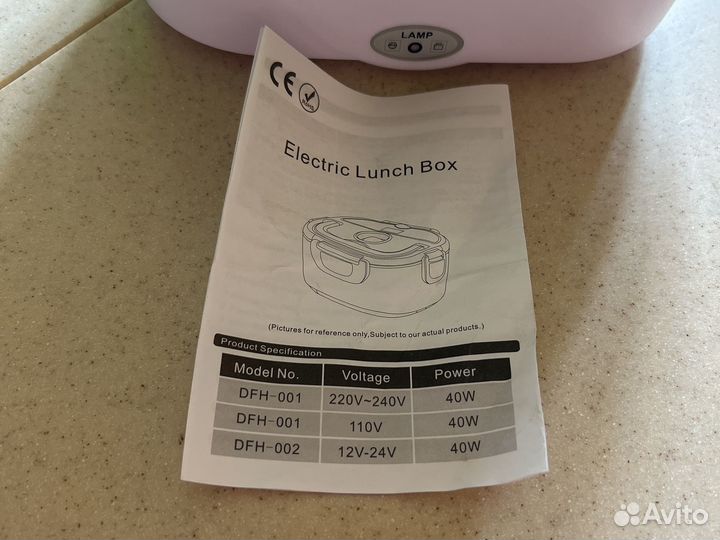 LAMP
CE
RoHS
Electric Lunch Box
(Pictures for reference only,Subject to our actual products.)
Product Specification
Model No. Voltage Power
DFH-001 220V~240V 40W
DFH-001 110V 40W
DFH-002 12V-24V 40W
Avito